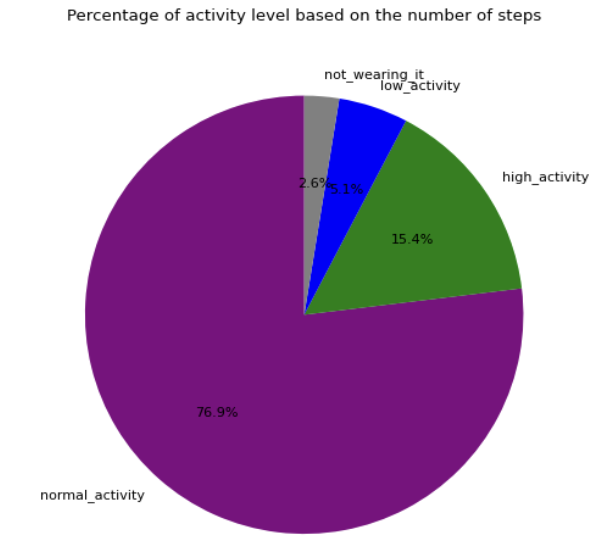 Percentage of activity level based on the number of steps
not_wearing_it
low_activity
high_activity
2.6%
5.1%
15.4%
76.9%
normal_activity